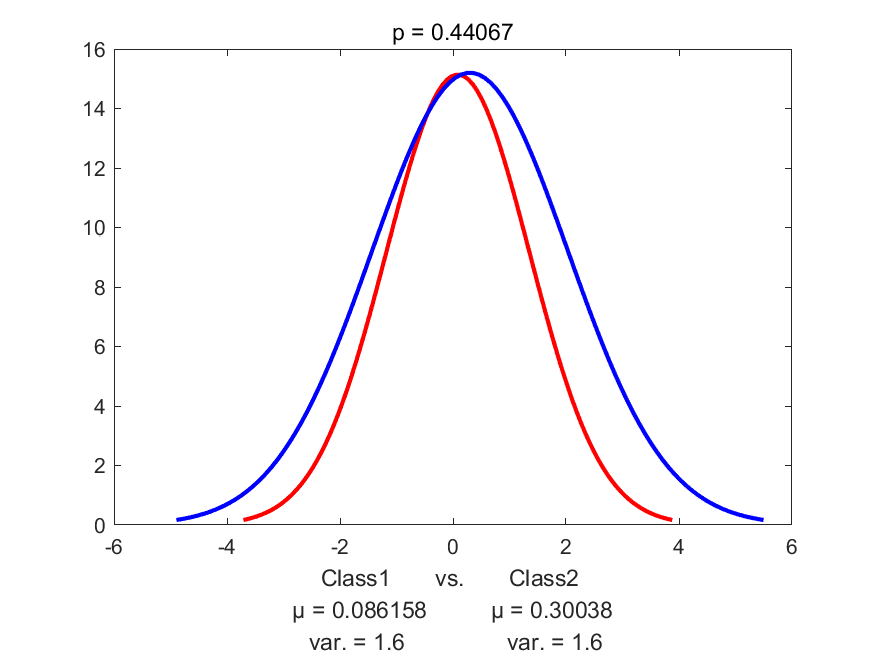 p = 0.44067
16
14
12
10
8
6
4
2
0
-6 -4 -2 0 2 4 6
Class1 vs. Class2
μ = 0.086158 μ = 0.30038
var. = 1.6 var. = 1.6